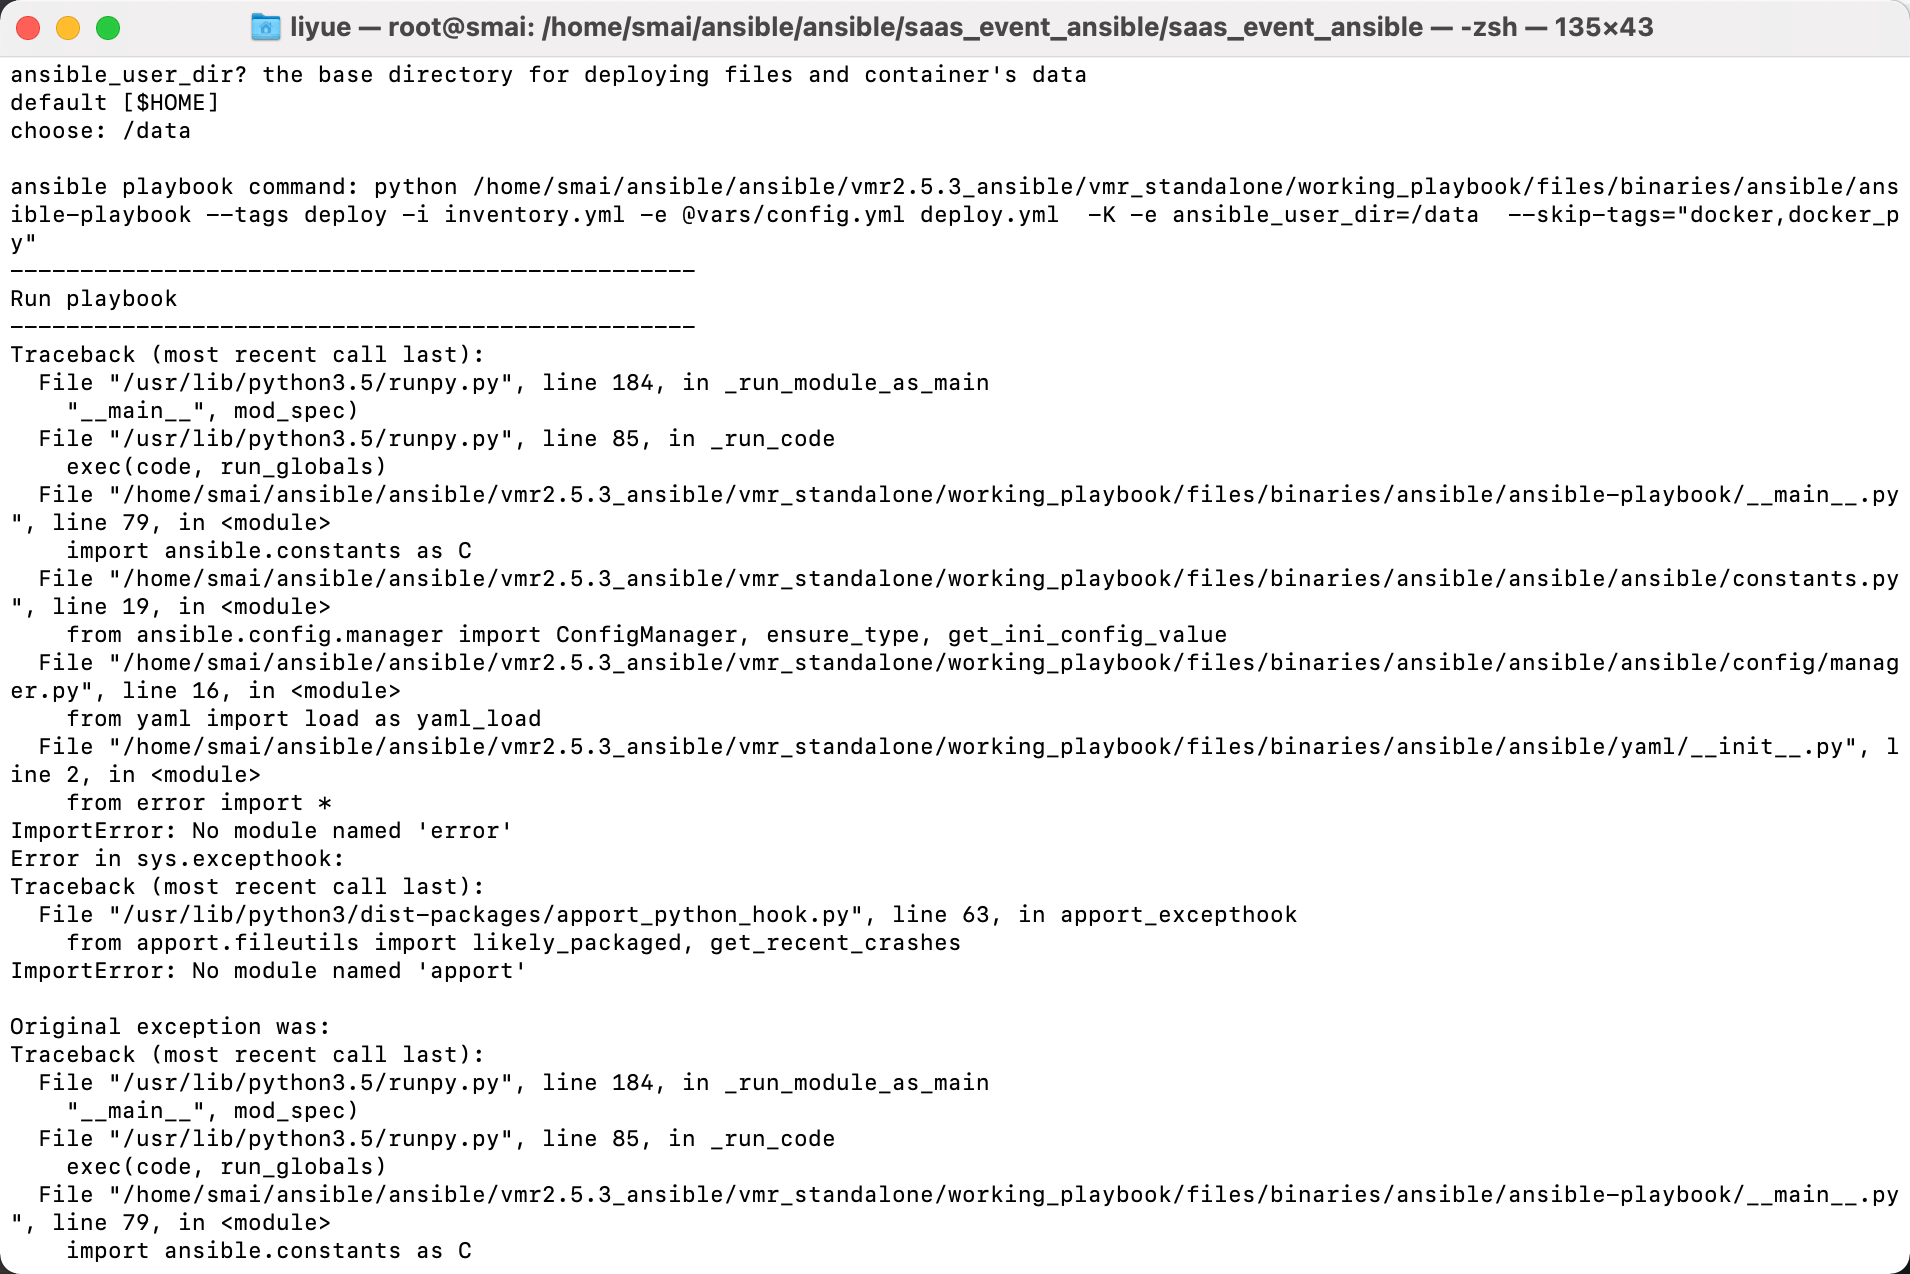 liyue — root@smai: /home/smai/ansible/ansible/saas_event_ansible/saas_event_ansible — -zsh — 135×43
ansible_user_dir? the base directory for deploying files and container's data
default [$HOME]
choose: /data
ansible playbook command: python /home/smai/ansible/ansible/vmr2.5.3_ansible/vmr_standalone/working_playbook/files/binaries/ansible/ans
ible-playbook --tags deploy -i inventory.yml -e @vars/config.yml deploy.yml  -K -e ansible_user_dir=/data  --skip-tags="docker,docker_p
y"
-------------------------------------------------
Run playbook
-------------------------------------------------
Traceback (most recent call last):
  File "/usr/lib/python3.5/runpy.py", line 184, in _run_module_as_main
    "__main__", mod_spec)
  File "/usr/lib/python3.5/runpy.py", line 85, in _run_code
    exec(code, run_globals)
  File "/home/smai/ansible/ansible/vmr2.5.3_ansible/vmr_standalone/working_playbook/files/binaries/ansible/ansible-playbook/__main__.py
", line 79, in <module>
    import ansible.constants as C
  File "/home/smai/ansible/ansible/vmr2.5.3_ansible/vmr_standalone/working_playbook/files/binaries/ansible/ansible/ansible/constants.py
", line 19, in <module>
    from ansible.config.manager import ConfigManager, ensure_type, get_ini_config_value
  File "/home/smai/ansible/ansible/vmr2.5.3_ansible/vmr_standalone/working_playbook/files/binaries/ansible/ansible/ansible/config/manag
er.py", line 16, in <module>
    from yaml import load as yaml_load
  File "/home/smai/ansible/ansible/vmr2.5.3_ansible/vmr_standalone/working_playbook/files/binaries/ansible/ansible/yaml/__init__.py", l
ine 2, in <module>
    from error import *
ImportError: No module named 'error'
Error in sys.excepthook:
Traceback (most recent call last):
  File "/usr/lib/python3/dist-packages/apport_python_hook.py", line 63, in apport_excepthook
    from apport.fileutils import likely_packaged, get_recent_crashes
ImportError: No module named 'apport'
Original exception was:
Traceback (most recent call last):
  File "/usr/lib/python3.5/runpy.py", line 184, in _run_module_as_main
    "__main__", mod_spec)
  File "/usr/lib/python3.5/runpy.py", line 85, in _run_code
    exec(code, run_globals)
  File "/home/smai/ansible/ansible/vmr2.5.3_ansible/vmr_standalone/working_playbook/files/binaries/ansible/ansible-playbook/__main__.py
", line 79, in <module>
    import ansible.constants as C